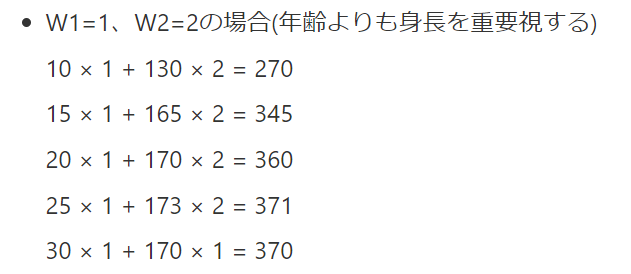 • W1=1、W2=2の場合(年齢よりも身長を重要視する)
10 × 1 + 130 × 2 = 270
15 × 1 + 165 × 2 = 345
20 × 1 + 170 × 2 = 360
25 × 1 + 173 × 2 = 371
30 × 1 + 170 × 1 = 370